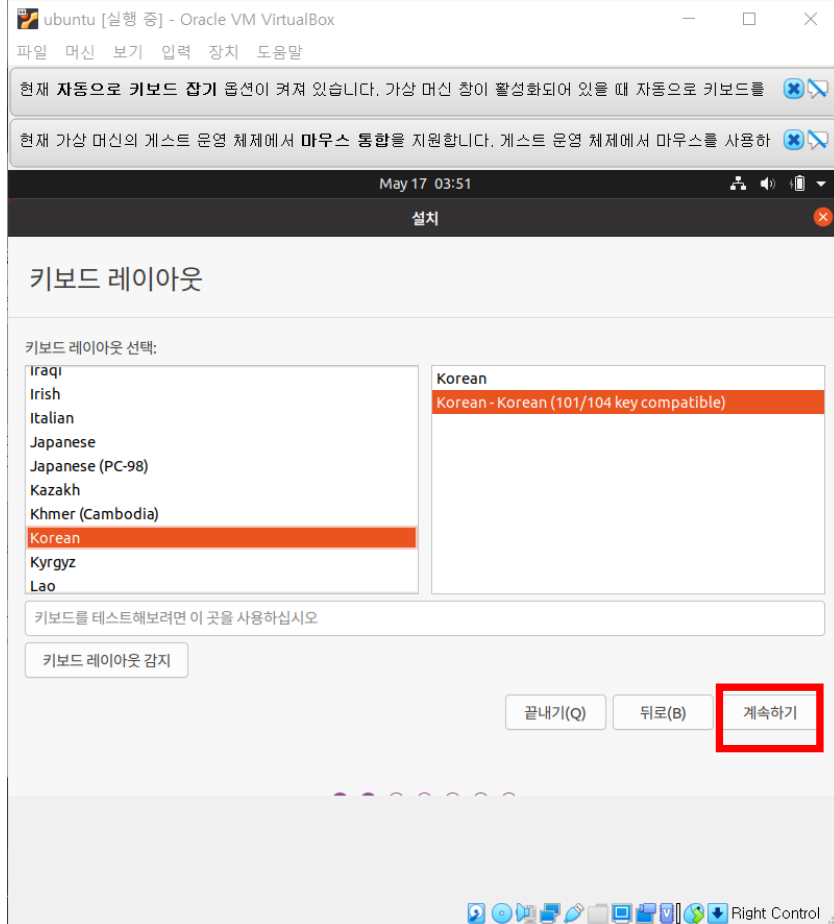 ubuntu [실행 중] - Oracle VM VirtualBox
파일 머신 보기 입력 장치 도움말
현재 자동으로 키보드 잡기 옵션이 켜져 있습니다. 가상 머신 창이 활성화되어 있을 때 자동으로 키보드를
현재 가상 머신의 게스트 운영 체제에서 마우스 통합을 지원합니다. 게스트 운영 체제에서 마우스를 사용하
May 17 03:51
설치
키보드 레이아웃
키보드 레이아웃 선택:
Iraqi
Irish
Italian
Japanese
Japanese (PC-98)
Kazakh
Khmer (Cambodia)
Korean
Kyrgyz
Lao
Korean
Korean - Korean (101/104 key compatible)
키보드를 테스트해보려면 이 곳을 사용하십시오
키보드 레이아웃 감지
끝내기(Q) 뒤로(B) 계속하기
Right Control